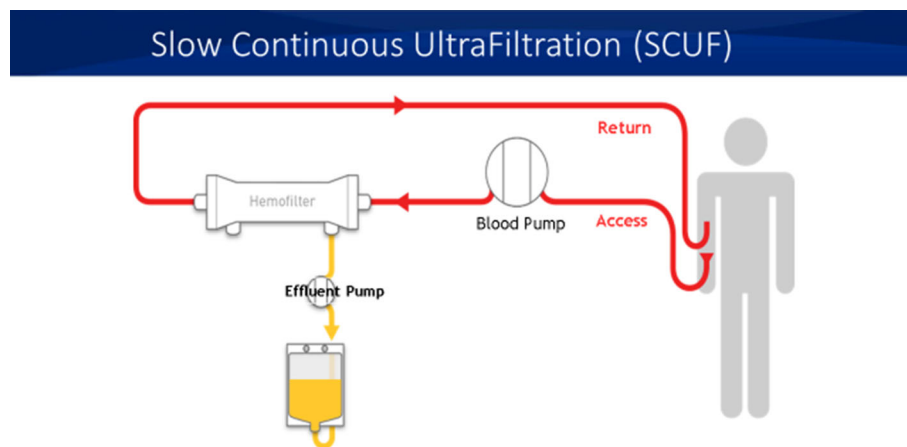 Slow Continuous UltraFiltration (SCUF)
Return
Hemofilter
Blood Pump
Access
Effluent Pump